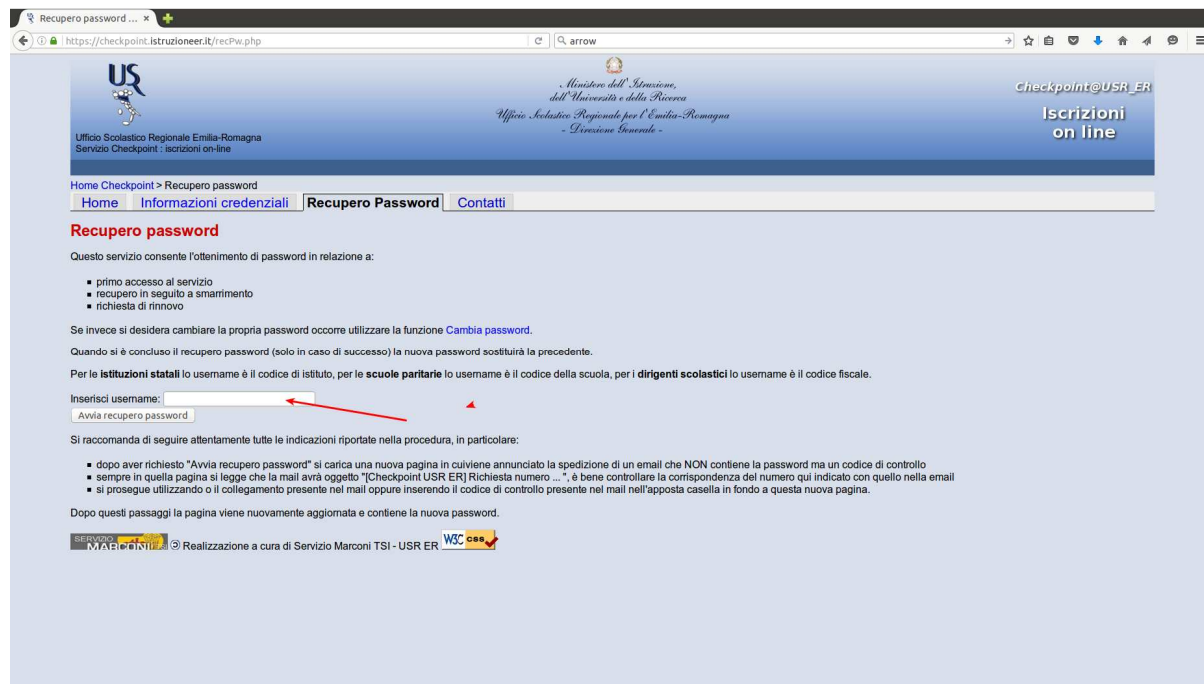 Recupero password ...
https://checkpoint.istruzioneer.it/recPw.php
arrow
US
Ufficio Scolastico Regionale Emilia-Romagna
Servizio Checkpoint : iscrizioni on-line
Ministero dell' Istruzione,
dell'Università e della Ricerca
Ufficio Scolastico Regionale per l'Emilia-Romagna
- Direzione Generale -
Checkpoint@USR_ER
Iscrizioni
on line
Home Checkpoint > Recupero password
Home Informazioni credenziali Recupero Password Contatti
Recupero password
Questo servizio consente l'ottenimento di password in relazione a:
primo accesso al servizio
recupero in seguito a smarrimento
richiesta di rinnovo
Se invece si desidera cambiare la propria password occorre utilizzare la funzione Cambia password.
Quando si è concluso il recupero password (solo in caso di successo) la nuova password sostituirà la precedente.
Per le istituzioni statali lo username è il codice di istituto, per le scuole paritarie lo username è il codice della scuola, per i dirigenti scolastici lo username è il codice fiscale.
Inserisci username:
Avvia recupero password
Si raccomanda di seguire attentamente tutte le indicazioni riportate nella procedura, in particolare:
dopo aver richiesto "Avvia recupero password" si carica una nuova pagina in cuiviene annunciato la spedizione di un email che NON contiene la password ma un codice di controllo
sempre in quella pagina si legge che la mail avrà oggetto "[Checkpoint USR ER] Richiesta numero ... ", è bene controllare la corrispondenza del numero qui indicato con quello nella email
si prosegue utilizzando o il collegamento presente nel mail oppure inserendo il codice di controllo presente nel mail nell'apposita casella in fondo a questa nuova pagina.
Dopo questi passaggi la pagina viene nuovamente aggiornata e contiene la nuova password.
SERVIZIO
MARCONI
Realizzazione a cura di Servizio Marconi TSI - USR ER W3C css